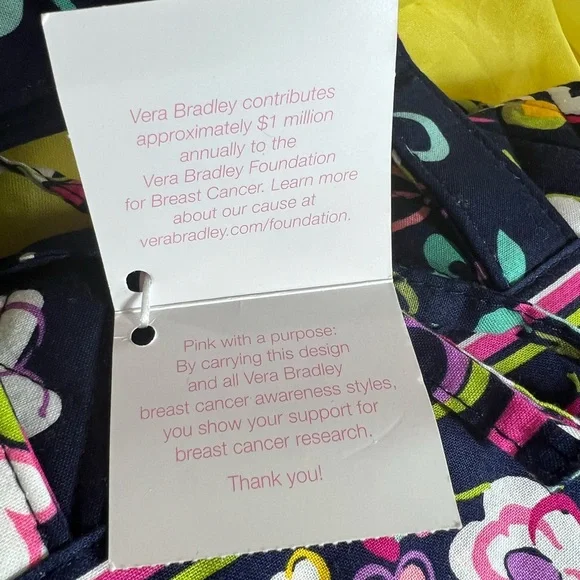 Vera Bradley contributes
approximately $1 million
annually to the
Vera Bradley Foundation
for Breast Cancer. Learn more
about our cause at
verabradley.com/foundation.
Pink with a purpose:
By carrying this design
and all Vera Bradley
breast cancer awareness styles,
you show your support for
breast cancer research.
Thank you!